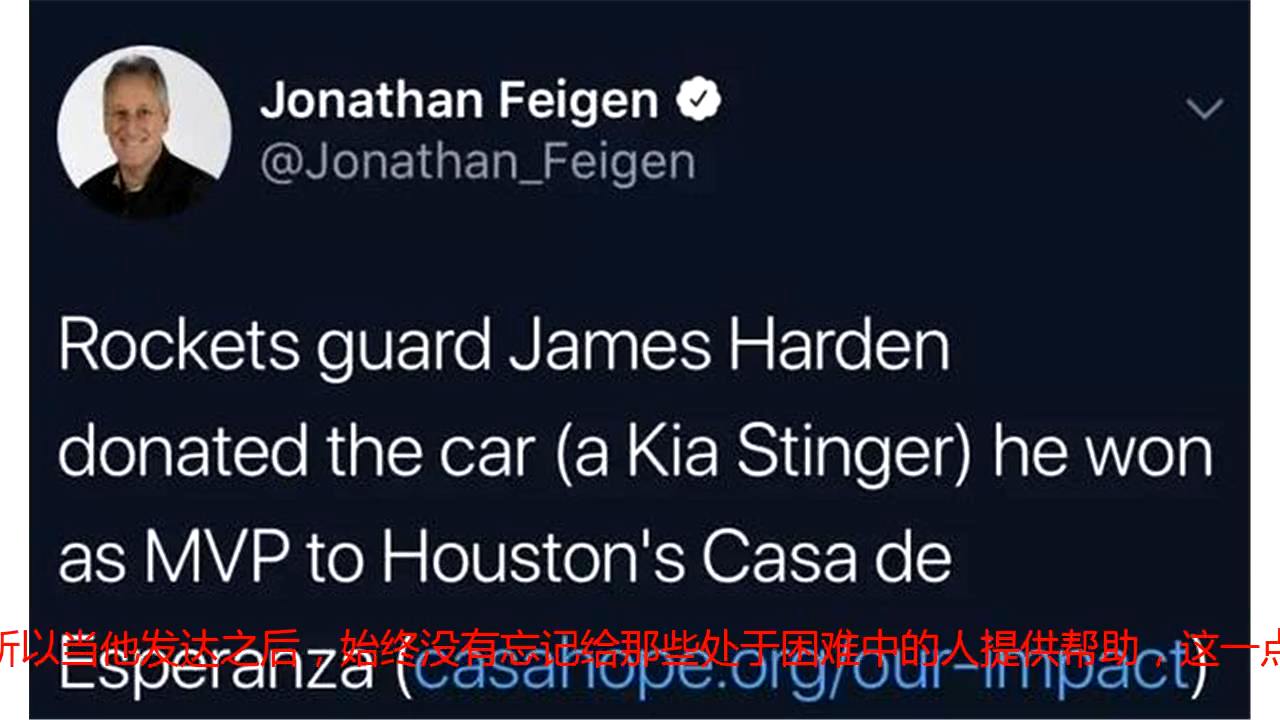 Jonathan Feigen
@Jonathan_Feigen
Rockets guard James Harden
donated the car (a Kia Stinger) he won
as MVP to Houston's Casa de
Esperanza (casahope.org/our-impact)
所以当他发达之后，始终没有忘记给那些处于困难中的人提供帮助，这一点